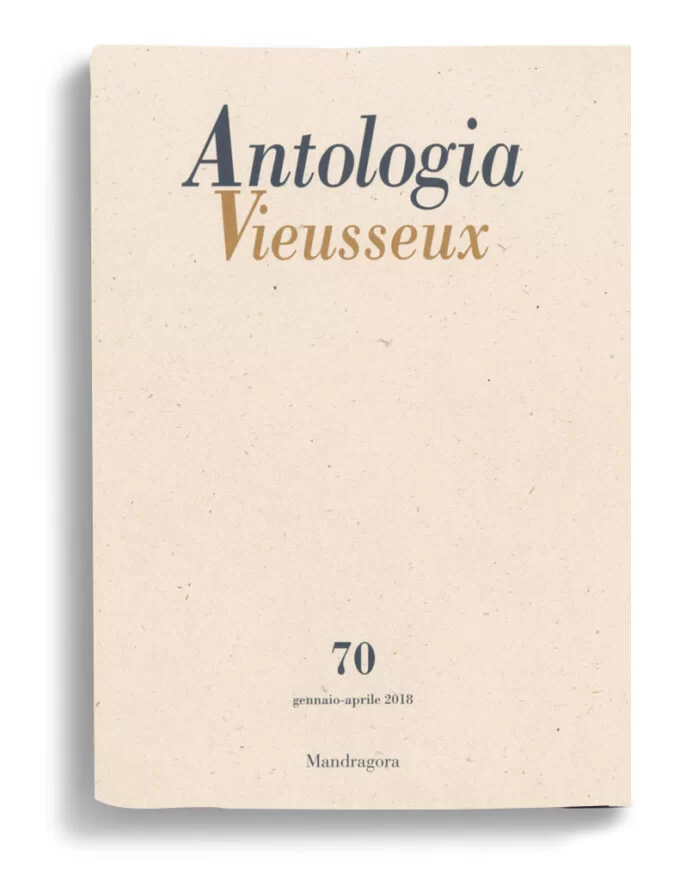 Antologia
Vieusseux
70
gennaio-aprile 2018
Mandragora